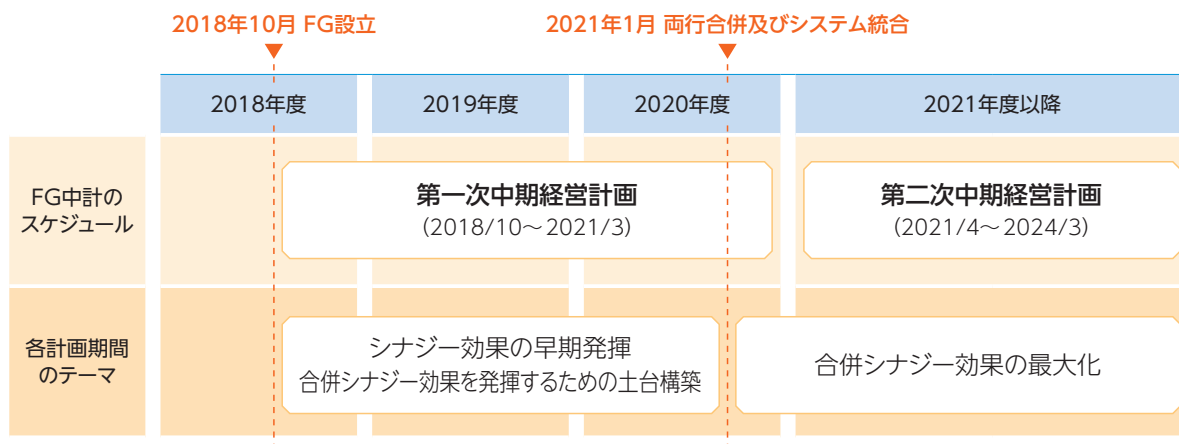 2018年10月 FG設立
2021年1月 両行合併及びシステム統合
2018年度
2019年度
2020年度
2021年度以降
FG中計の
スケジュール
第一次中期経営計画
(2018/10〜2021/3)
第二次中期経営計画
(2021/4〜2024/3)
各計画期間
のテーマ
シナジー効果の早期発揮
合併シナジー効果を発揮するための土台構築
合併シナジー効果の最大化